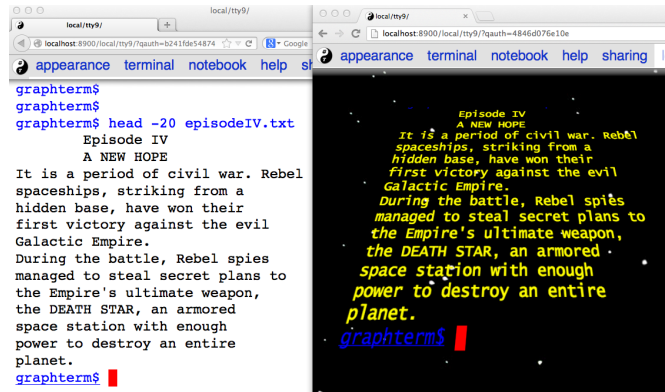 local/tty9/
local/tty9/
localhost:8900/local/tty9/?qauth=b241fde54874
Google
appearance terminal notebook help sh
graphterm$
graphterm$
graphterm$ head -20 episodeIV.txt
Episode IV
A NEW HOPE
It is a period of civil war. Rebel
spaceships, striking from a
hidden base, have won their
first victory against the evil
Galactic Empire.
During the battle, Rebel spies
managed to steal secret plans to
the Empire's ultimate weapon,
the DEATH STAR, an armored
space station with enough
power to destroy an entire
planet.
graphterm$
local/tty9/
localhost:8900/local/tty9/?qauth=4846d076e10e
appearance terminal notebook help sharing
Episode IV
A NEW HOPE
It is a period of civil war. Rebel
spaceships, striking from a
hidden base, have won their
first victory against the evil
Galactic Empire.
During the battle, Rebel spies
managed to steal secret plans to
the Empire's ultimate weapon,
the DEATH STAR, an armored
space station with enough
power to destroy an entire
planet.
graphterm$